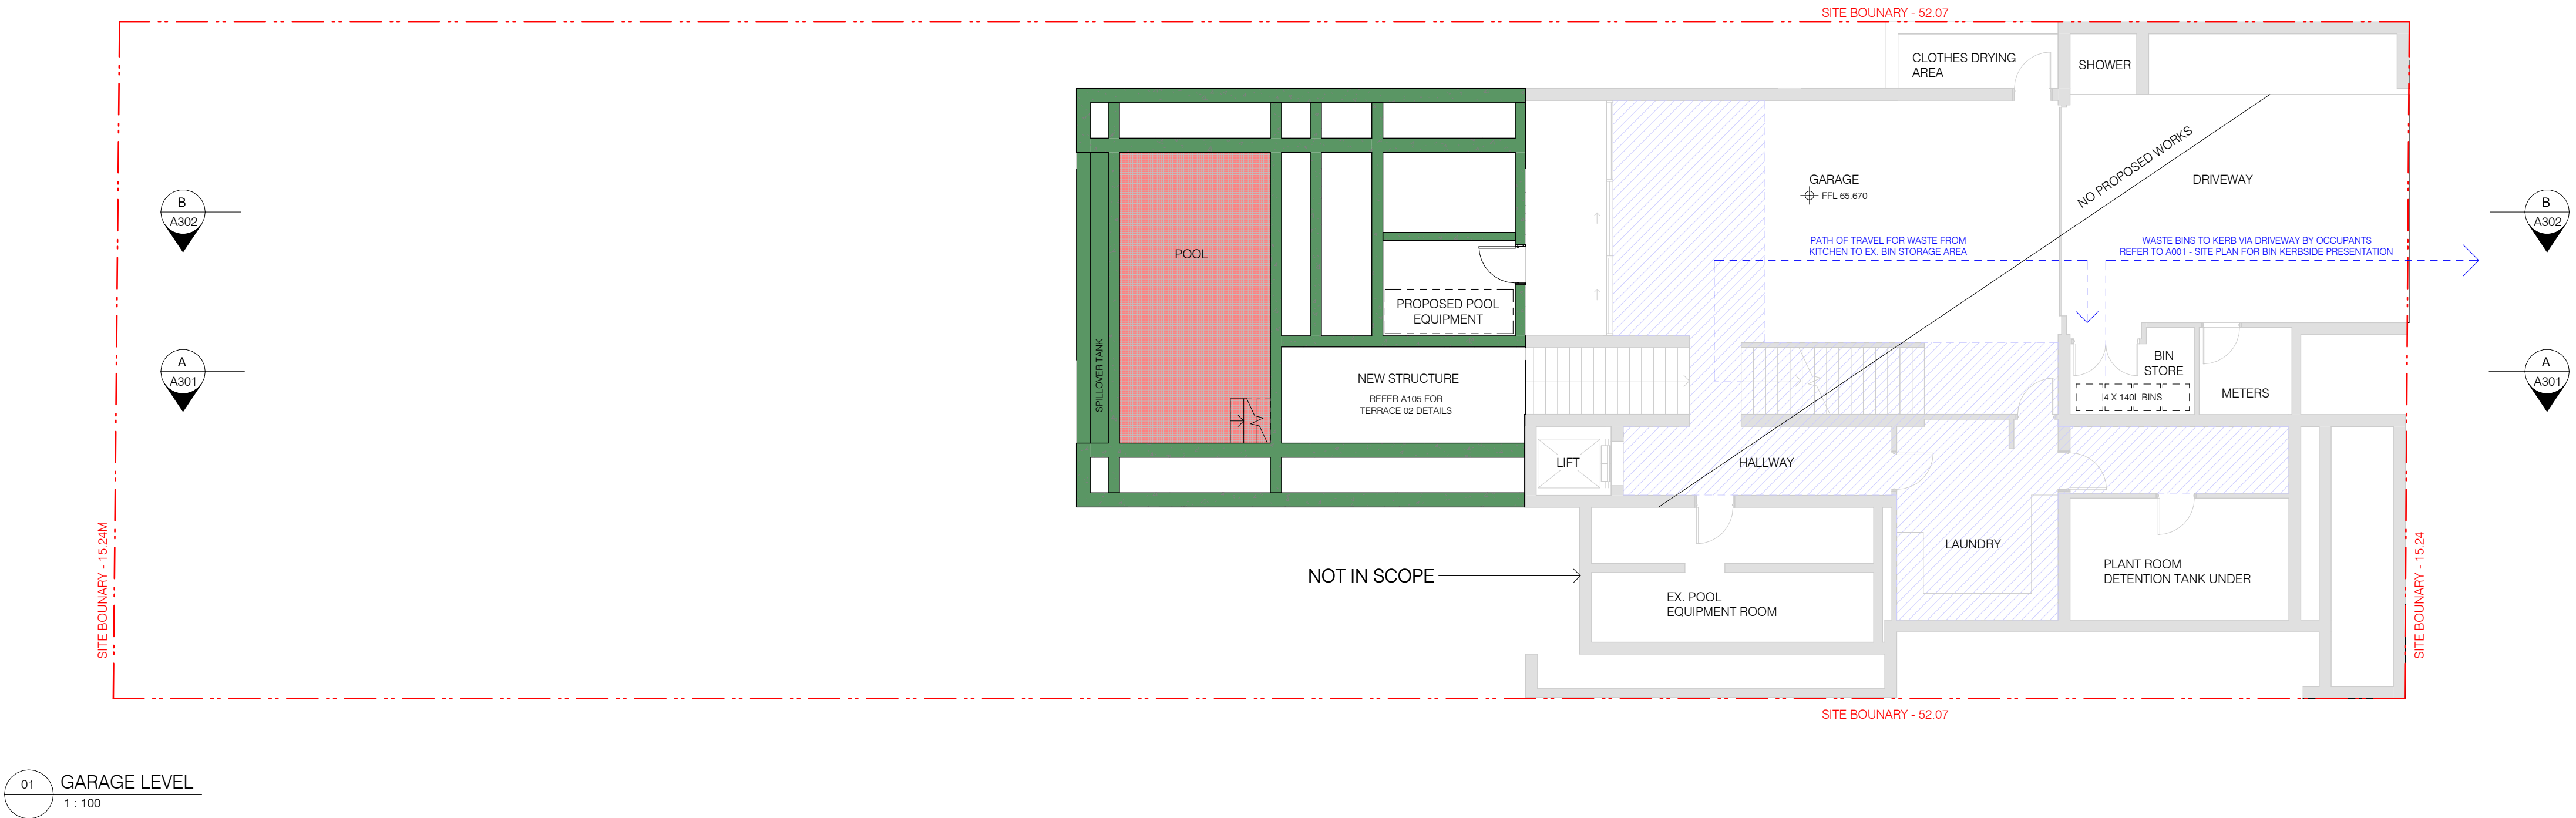 SITE BOUNARY - 52.07
CLOTHES DRYING
AREA
SHOWER
NO PROPOSED WORKS
GARAGE
FFL 65.670
DRIVEWAY
B
A302
B
A302
POOL
PATH OF TRAVEL FOR WASTE FROM
KITCHEN TO EX. BIN STORAGE AREA
WASTE BINS TO KERB VIA DRIVEWAY BY OCCUPANTS
REFER TO A001 - SITE PLAN FOR BIN KERBSIDE PRESENTATION
PROPOSED POOL
EQUIPMENT
SPILLOVER TANK
A
A301
NEW STRUCTURE
REFER A105 FOR
TERRACE 02 DETAILS
BIN
STORE
4 X 140L BINS
METERS
A
A301
LIFT
HALLWAY
LAUNDRY
NOT IN SCOPE
EX. POOL
EQUIPMENT ROOM
PLANT ROOM
DETENTION TANK UNDER
SITE BOUNARY - 15.24M
SITE BOUNARY - 15.24
SITE BOUNARY - 52.07
01
GARAGE LEVEL
1 : 100